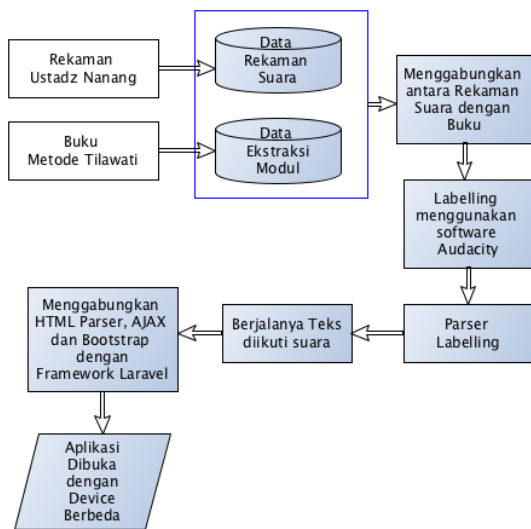 Rekaman
Ustadz Nanang
Data
Rekaman
Suara
Buku
Metode Tilawati
Data
Ekstraksi
Modul
Menggabungkan
antara Rekaman
Suara dengan
Buku
Labelling
menggunakan
software
Audacity
Parser
Labelling
Berjalanya Teks
diikuti suara
Menggabungkan
HTML Parser, AJAX
dan Bootstrap
dengan
Framework Laravel
Aplikasi
Dibuka
dengan
Device
Berbeda